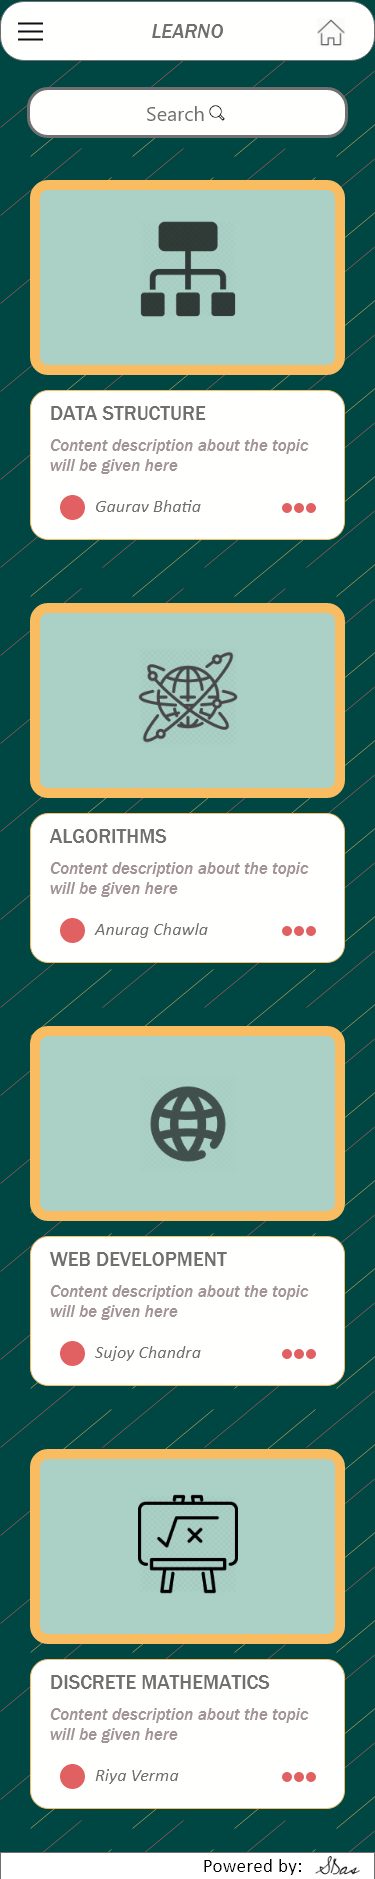 LEARNO
Search
DATA STRUCTURE
Content description about the topic
will be given here
Gaurav Bhatia
ALGORITHMS
Content description about the topic
will be given here
Anurag Chawla
WEB DEVELOPMENT
Content description about the topic
will be given here
Sujoy Chandra
DISCRETE MATHEMATICS
Content description about the topic
will be given here
Riya Verma
Powered by: SDas